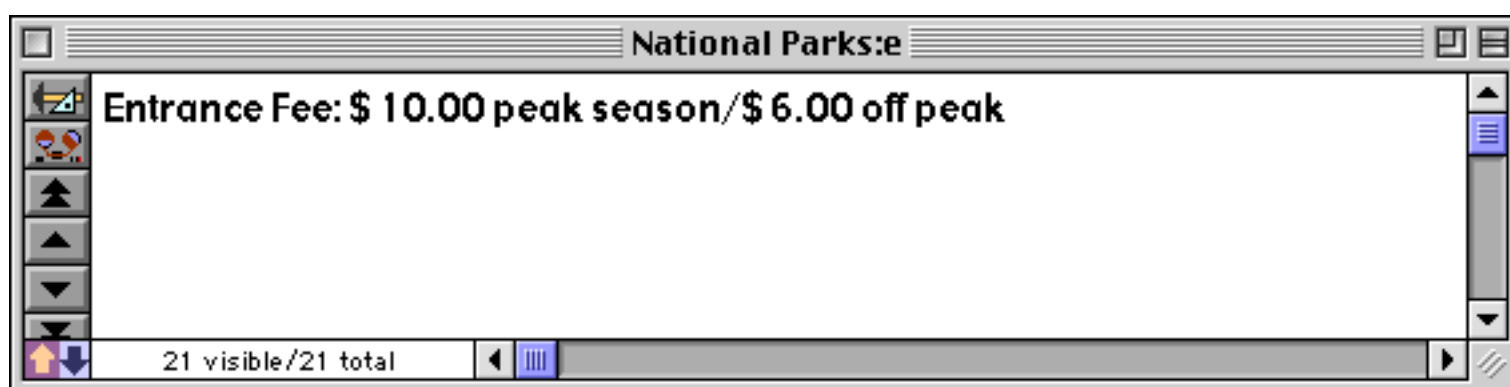 National Parks:e
Entrance Fee: $ 10.00 peak season/$ 6.00 off peak
21 visible/21 total